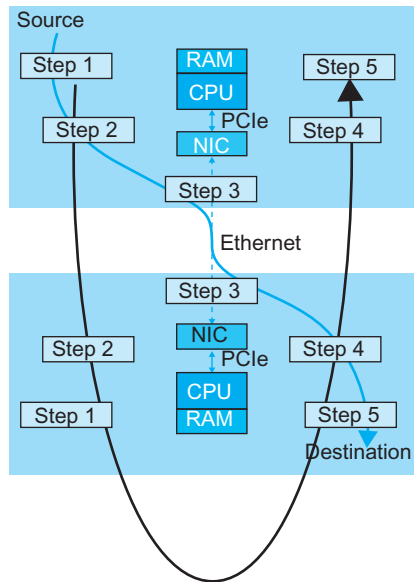 Source
Step 1
RAM
CPU
Step 5
Step 2
PCIe
Step 4
NIC
Step 3
Ethernet
Step 3
NIC
Step 2
PCIe
Step 4
CPU
Step 1
RAM
Step 5
Destination